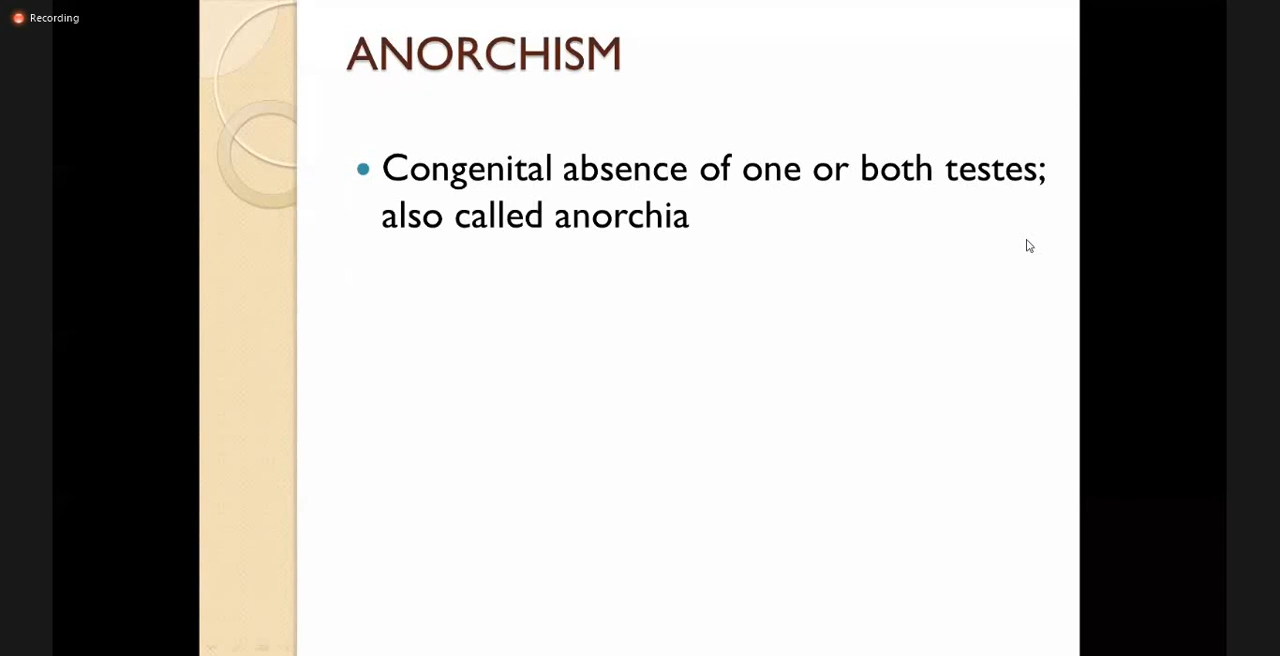 Recording
ANORCHISM
Congenital absence of one or both testes;
also called anorchia